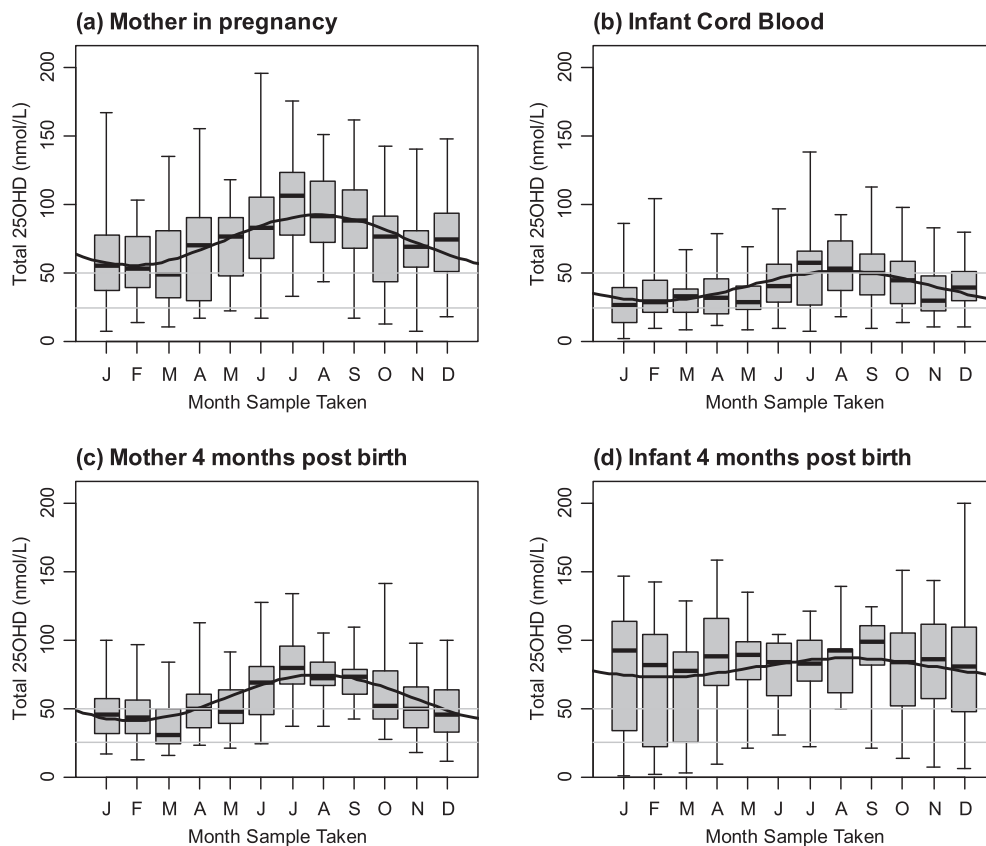 (a) Mother in pregnancy
Total 25OHD (nmol/L)
200
150
100
50
0
J F M A M J J A S O N D
Month Sample Taken
(b) Infant Cord Blood
Total 25OHD (nmol/L)
200
150
100
50
0
J F M A M J J A S O N D
Month Sample Taken
(c) Mother 4 months post birth
Total 25OHD (nmol/L)
200
150
100
50
0
J F M A M J J A S O N D
Month Sample Taken
(d) Infant 4 months post birth
Total 25OHD (nmol/L)
200
150
100
50
0
J F M A M J J A S O N D
Month Sample Taken